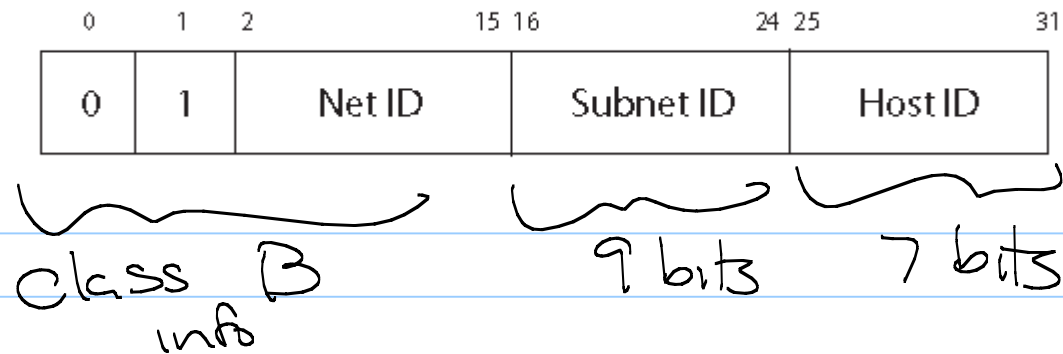 0 1 2 15 16 24 25 31
0 1 Net ID Subnet ID Host ID
class B 9 bits 7 bits
info